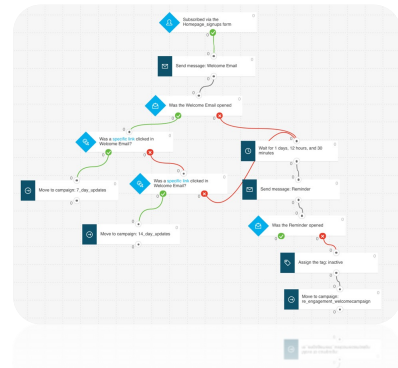 Subscribed via the
Homepage_signups form
Send message: Welcome Email
Was the Welcome Email opened
Was a specific link clicked in
Welcome Email?
Wait for 1 days, 12 hours, and 30
minutes
Move to campaign: 7_day_updates
Was a specific link clicked in
Welcome Email?
Send message: Reminder
Move to campaign: 14_day_updates
Was the Reminder opened
Assign the tag: inactive
Move to campaign:
re_engagement_welcomecampaign